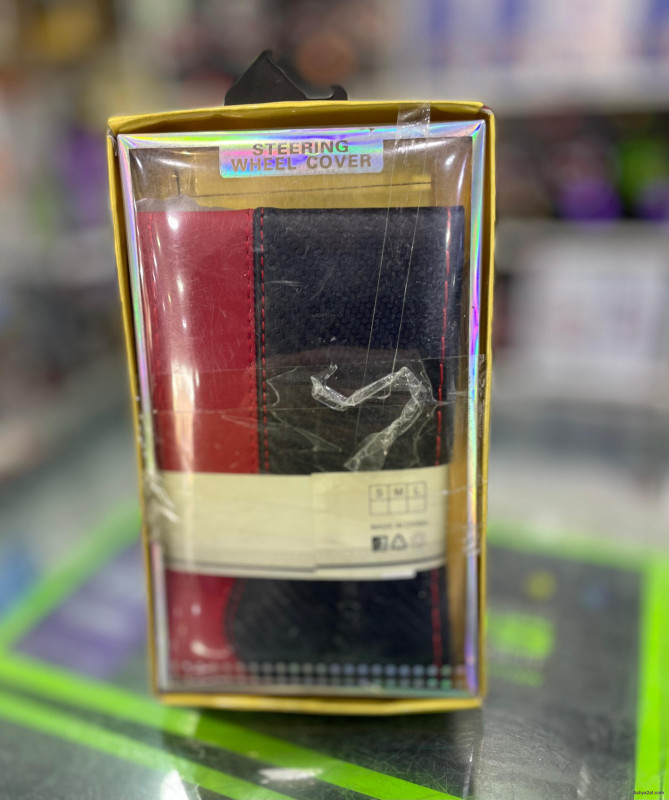 STEERING
WHEEL COVER
S M L
MADE IN CHINA